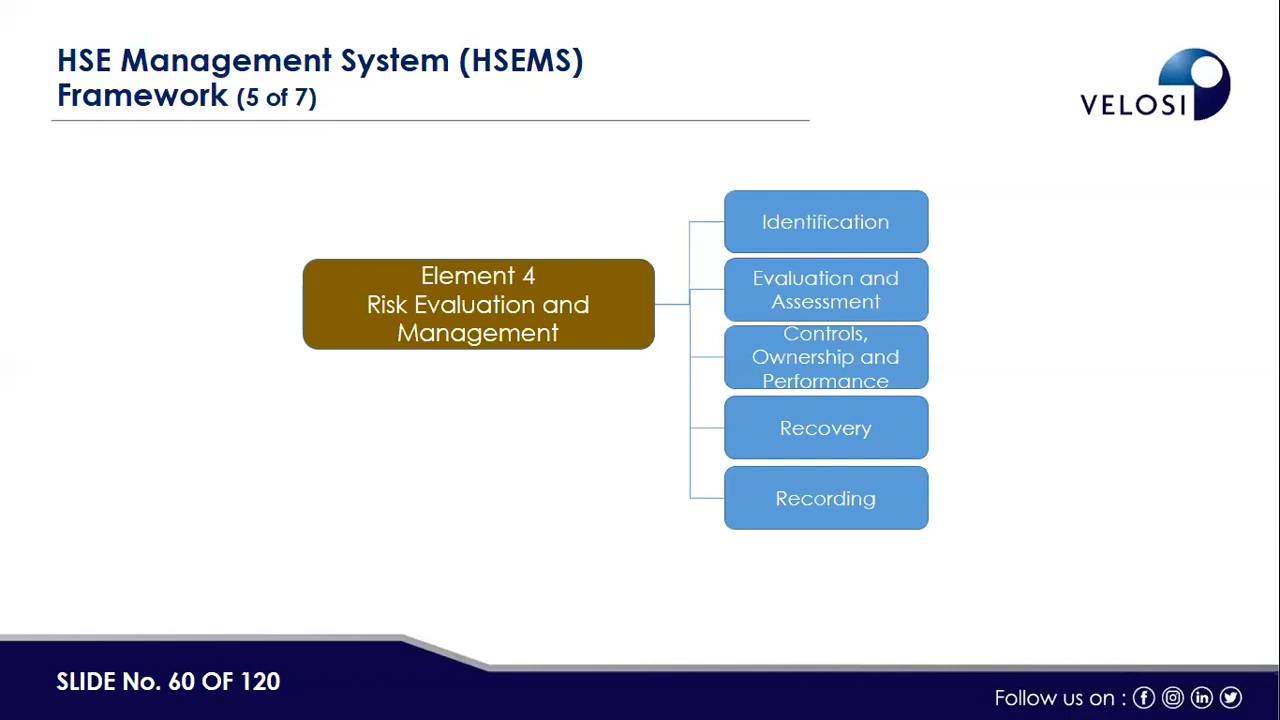 HSE Management System (HSEMS)
Framework (5 of 7)
VELOSI
Element 4
Risk Evaluation and
Management
Identification
Evaluation and
Assessment
Controls,
Ownership and
Performance
Recovery
Recording
SLIDE No. 60 OF 120
Follow us on :